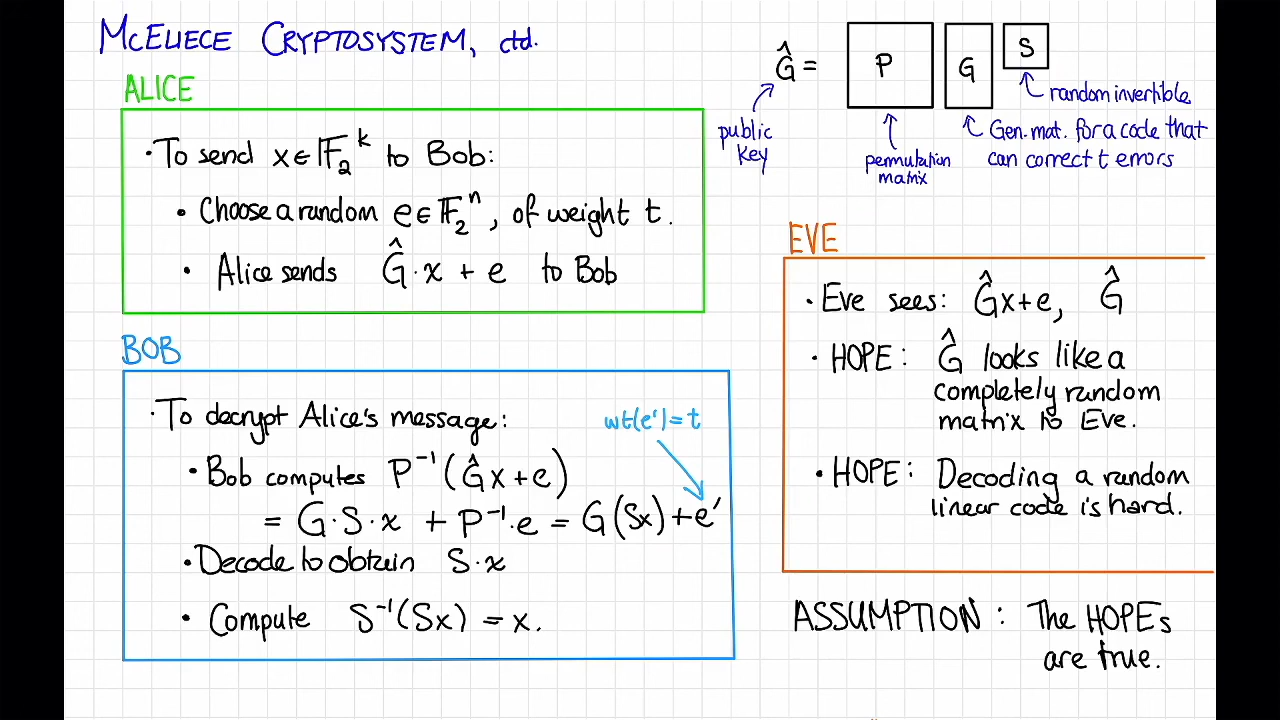 McEliece Cryptosystem, ctd.
ALICE
• To send x ∈ 𝔽₂ᵏ to Bob:
• Choose a random e ∈ 𝔽₂ⁿ, of weight t.
• Alice sends Ĝ·x + e to Bob
BOB
• To decrypt Alice's message:
wt(e')=t
• Bob computes P⁻¹(Ĝx+e)
= G·S·x + P⁻¹·e = G(Sx)+e'
• Decode to obtain S·x
• Compute S⁻¹(Sx) = x.
Ĝ = P G S
public
key
permutation
matrix
random invertible
Gen. mat. for a code that
can correct t errors
EVE
• Eve sees: Ĝx+e, Ĝ
• HOPE: Ĝ looks like a
completely random
matrix to Eve.
• HOPE: Decoding a random
linear code is hard.
ASSUMPTION: The HOPEs
are true.